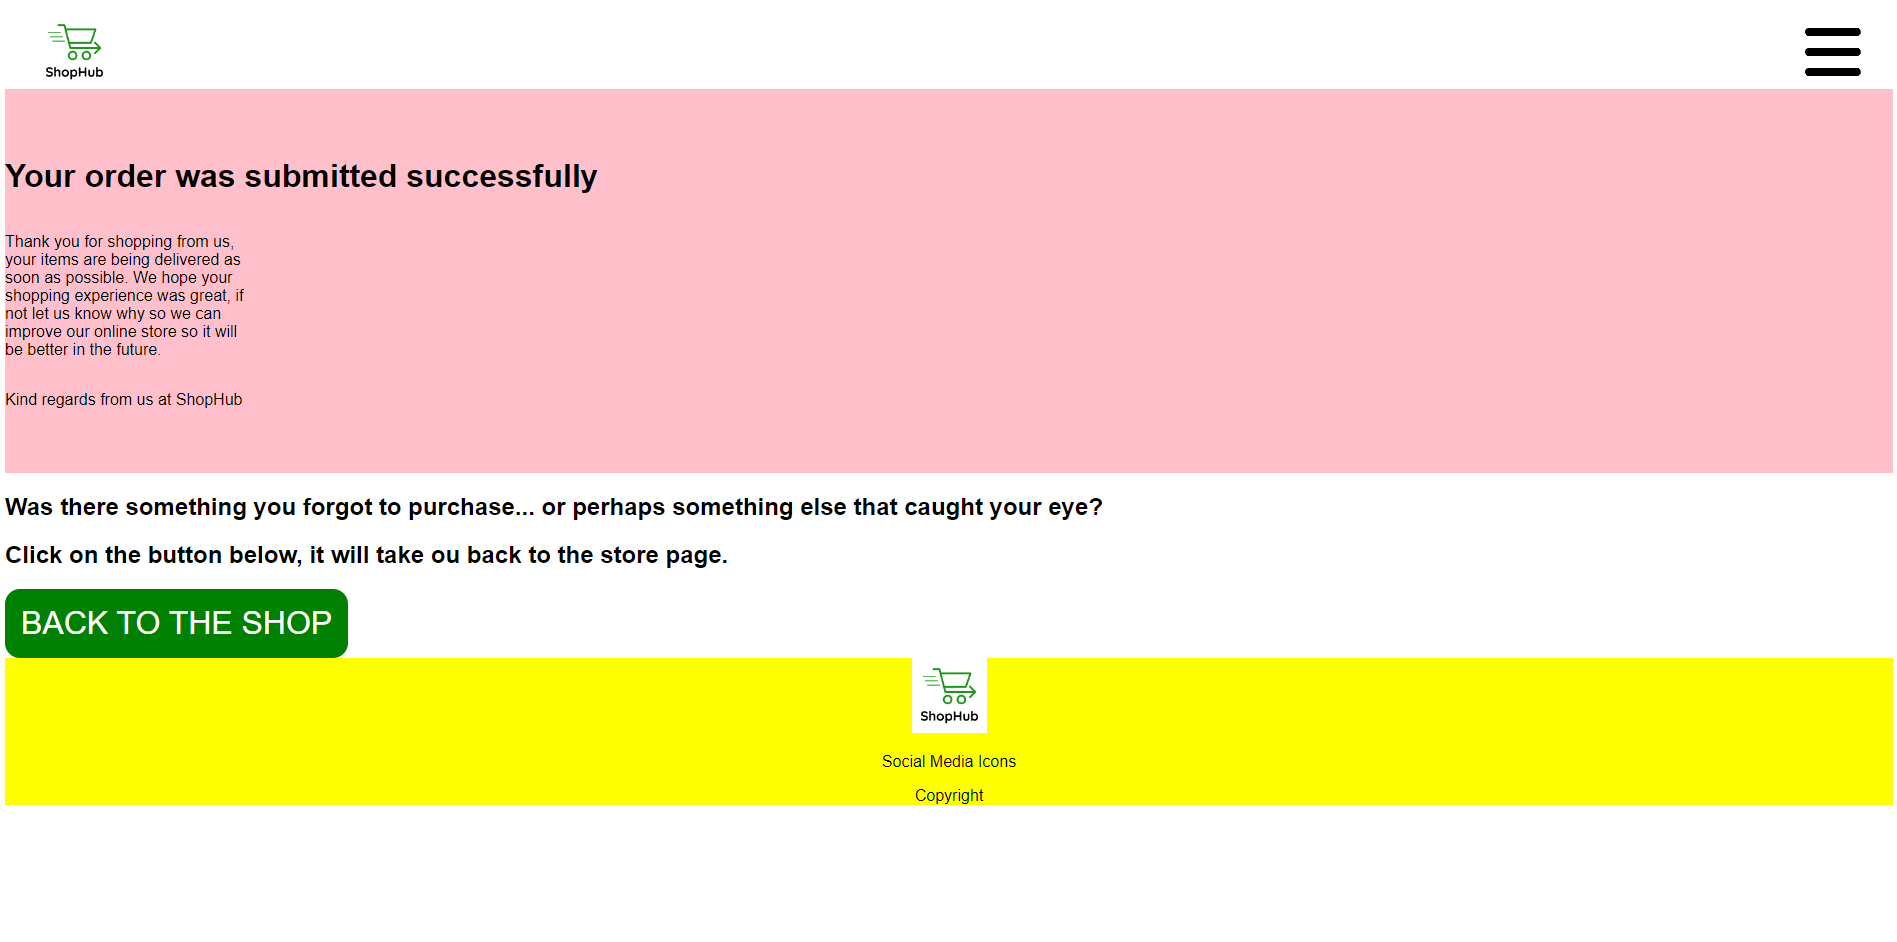 ShopHub
Your order was submitted successfully
Thank you for shopping from us,
your items are being delivered as
soon as possible. We hope your
shopping experience was great, if
not let us know why so we can
improve our online store so it will
be better in the future.
Kind regards from us at ShopHub
Was there something you forgot to purchase... or perhaps something else that caught your eye?
Click on the button below, it will take ou back to the store page.
BACK TO THE SHOP
ShopHub
Social Media Icons
Copyright